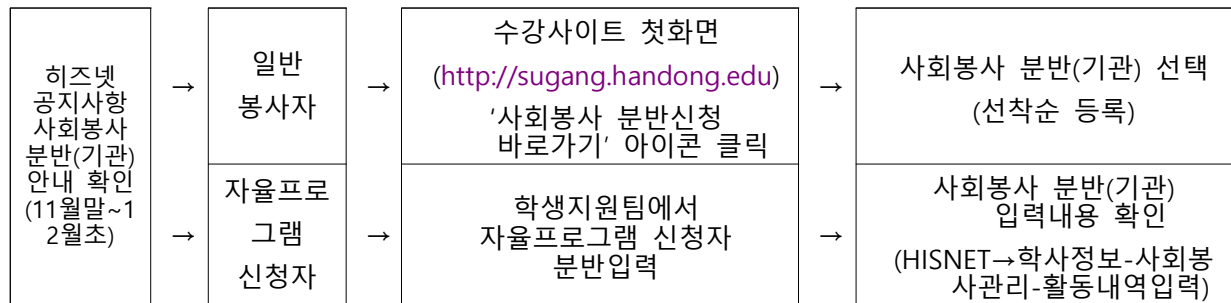 히즈넷
공지사항
사회봉사
분반(기관)
안내 확인
(11월말~1
2월초)
→
일반
봉사자
→
수강사이트 첫화면
(http://sugang.handong.edu)
'사회봉사 분반신청
바로가기' 아이콘 클릭
→
사회봉사 분반(기관) 선택
(선착순 등록)
→
자율프로
그램
신청자
→
학생지원팀에서
자율프로그램 신청자
분반입력
→
사회봉사 분반(기관)
입력내용 확인
(HISNET→학사정보-사회봉
사관리-활동내역입력)